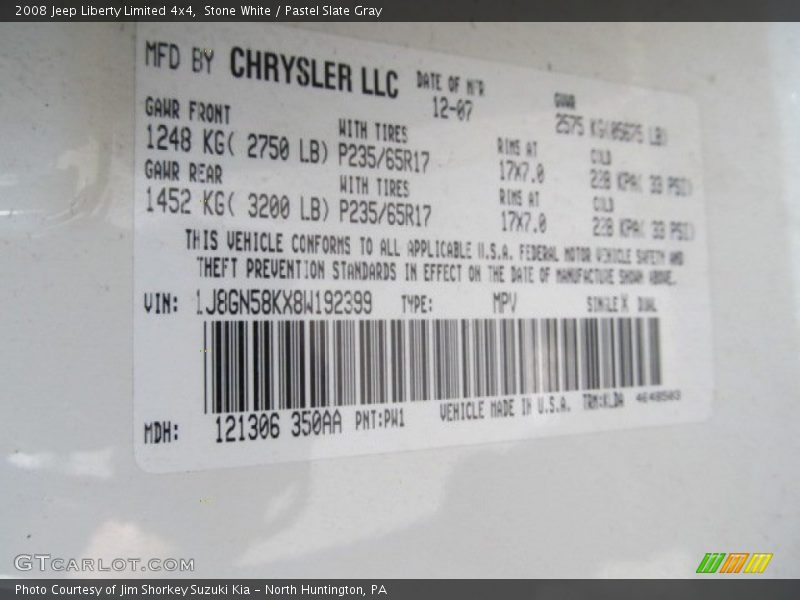 2008 Jeep Liberty Limited 4x4, Stone White / Pastel Slate Gray
MFD BY CHRYSLER LLC DATE OF M'R GVWR
12-07 2575 KG(05675 LB)
GAWR FRONT WITH TIRES RIMS AT COLD
1248 KG( 2750 LB) P235/65R17 17X7.0 228 KPA( 33 PSI)
GAWR REAR WITH TIRES RIMS AT COLD
1452 KG( 3200 LB) P235/65R17 17X7.0 228 KPA( 33 PSI)
THIS VEHICLE CONFORMS TO ALL APPLICABLE U.S.A. FEDERAL MOTOR VEHICLE SAFETY AND
THEFT PREVENTION STANDARDS IN EFFECT ON THE DATE OF MANUFACTURE SHOWN ABOVE.
VIN: 1J8GN58KX8W192399 TYPE: MPV SINGLE X DUAL
MDH: 121306 350AA PNT:PW1 VEHICLE MADE IN U.S.A.
GTCARLOT.COM
Photo Courtesy of Jim Shorkey Suzuki Kia – North Huntington, PA